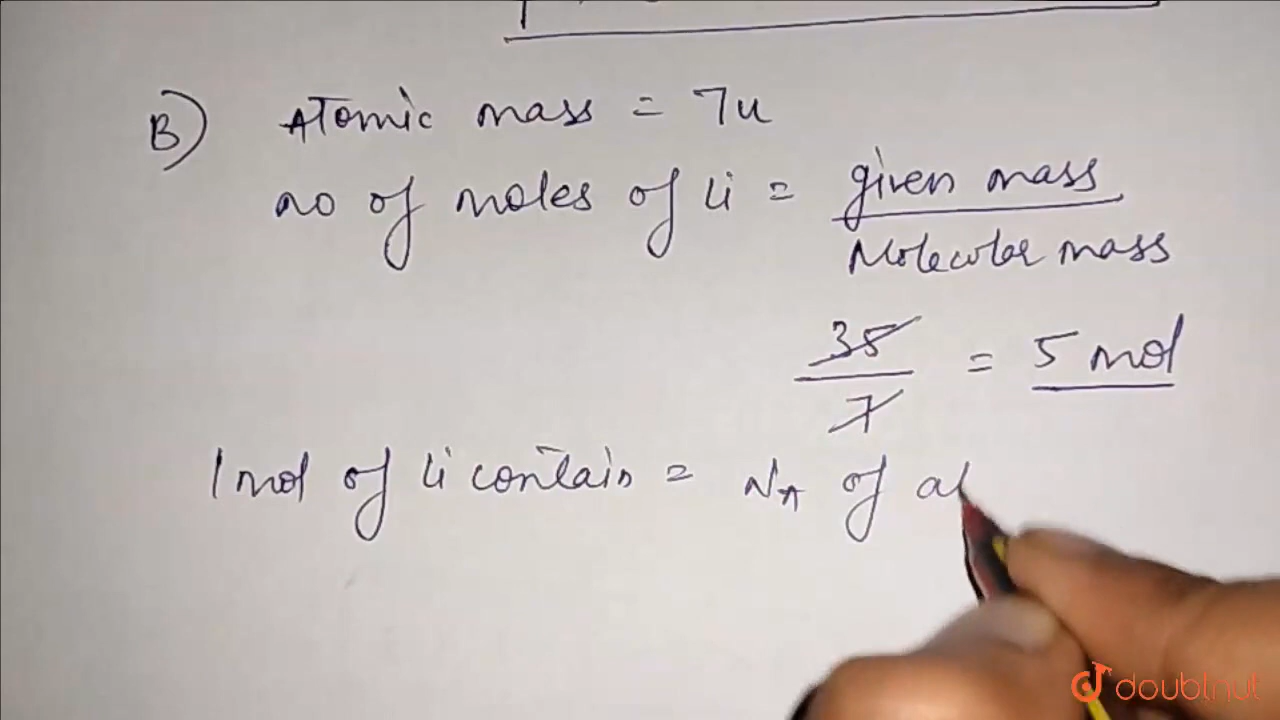 B) Atomic mass = 7u
no of moles of Li = given mass / Molecular mass
35 / 7 = 5 mol
1 mol of Li contain = NA of at
doubtnut